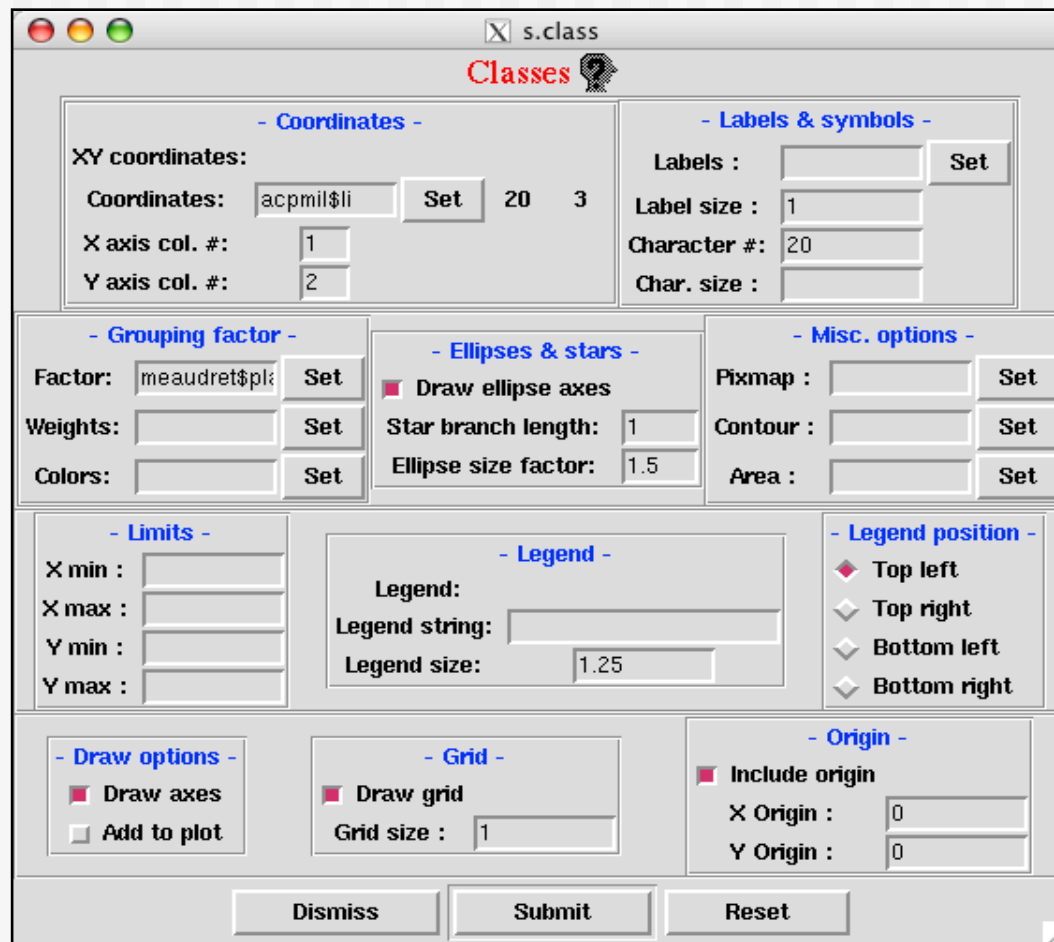 X s.class
Classes ?
- Coordinates -
XY coordinates:
Coordinates: acpmil$li Set 20 3
X axis col. #: 1
Y axis col. #: 2
- Labels & symbols -
Labels : Set
Label size : 1
Character #: 20
Char. size :
- Grouping factor -
Factor: meaudret$pla Set
Weights: Set
Colors: Set
- Ellipses & stars -
Draw ellipse axes
Star branch length: 1
Ellipse size factor: 1.5
- Misc. options -
Pixmap : Set
Contour : Set
Area : Set
- Limits -
X min :
X max :
Y min :
Y max :
- Legend -
Legend:
Legend string:
Legend size: 1.25
- Legend position -
Top left
Top right
Bottom left
Bottom right
- Draw options -
Draw axes
Add to plot
- Grid -
Draw grid
Grid size : 1
- Origin -
Include origin
X Origin : 0
Y Origin : 0
Dismiss Submit Reset